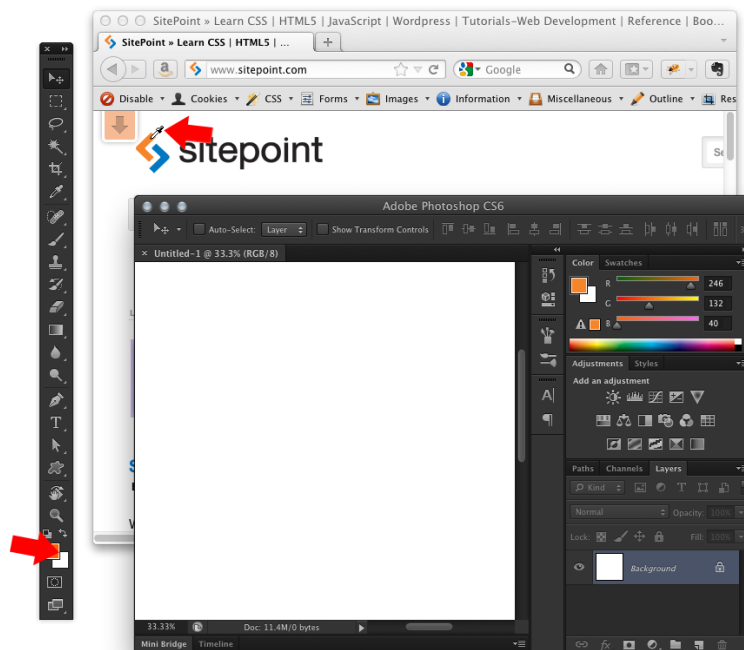 SitePoint » Learn CSS | HTML5 | JavaScript | Wordpress | Tutorials-Web Development | Reference | Boo...
SitePoint » Learn CSS | HTML5 | ...
www.sitepoint.com
Google
Disable Cookies CSS Forms Images Information Miscellaneous Outline Res
sitepoint
Se
Adobe Photoshop CS6
Auto-Select: Layer Show Transform Controls
× Untitled-1 @ 33.3% (RGB/8)
Color Swatches
R 246
G 132
B 40
Adjustments Styles
Add an adjustment
Paths Channels Layers
Kind
Normal Opacity: 100%
Lock: Fill: 100%
Background
33.33% Doc: 11.4M/0 bytes
Mini Bridge Timeline